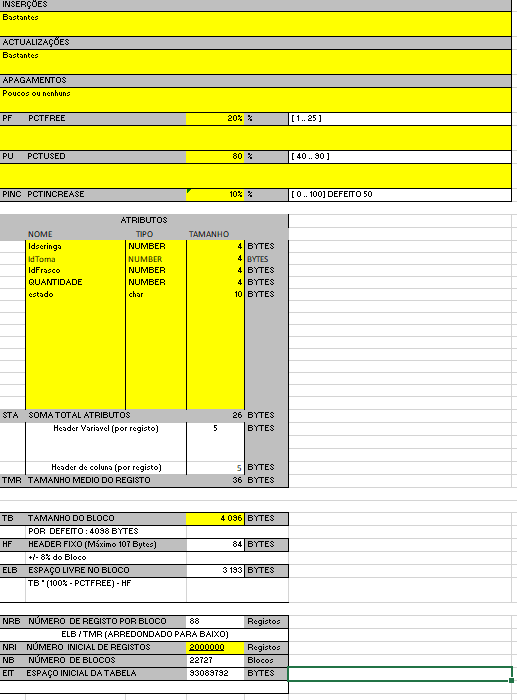 INSERÇÕES
Bastantes
ACTUALIZAÇÕES
Bastantes
APAGAMENTOS
Poucos ou nenhuns
PF PCTFREE 20% % [ 1.. 25 ]
PU PCTUSED 80 % [ 40 .. 90 ]
PINC PCTINCREASE 10% % [ 0 .. 100] DEFEITO 50
ATRIBUTOS
NOME TIPO TAMANHO
Idseringa NUMBER 4 BYTES
IdToma NUMBER 4 BYTES
IdFrasco NUMBER 4 BYTES
QUANTIDADE NUMBER 4 BYTES
estado char 10 BYTES
STA SOMA TOTAL ATRIBUTOS 26 BYTES
Header Variavel (por registo) 5 BYTES
Header de coluna (por registo) 5 BYTES
TMR TAMANHO MEDIO DO REGISTO 36 BYTES
TB TAMANHO DO BLOCO 4 096 BYTES
POR DEFEITO : 4098 BYTES
HF HEADER FIXO (Máximo 107 Bytes) 84 BYTES
+/- 8% do Bloco
ELB ESPAÇO LIVRE NO BLOCO 3 193 BYTES
TB * (100% - PCTFREE) - HF
NRB NÚMERO DE REGISTO POR BLOCO 88 Registos
ELB / TMR (ARREDONDADO PARA BAIXO)
NRI NÚMERO INICIAL DE REGISTOS 2000000 Registos
NB NÚMERO DE BLOCOS 22727 Blocos
EIT ESPAÇO INICIAL DA TABELA 93089792 BYTES